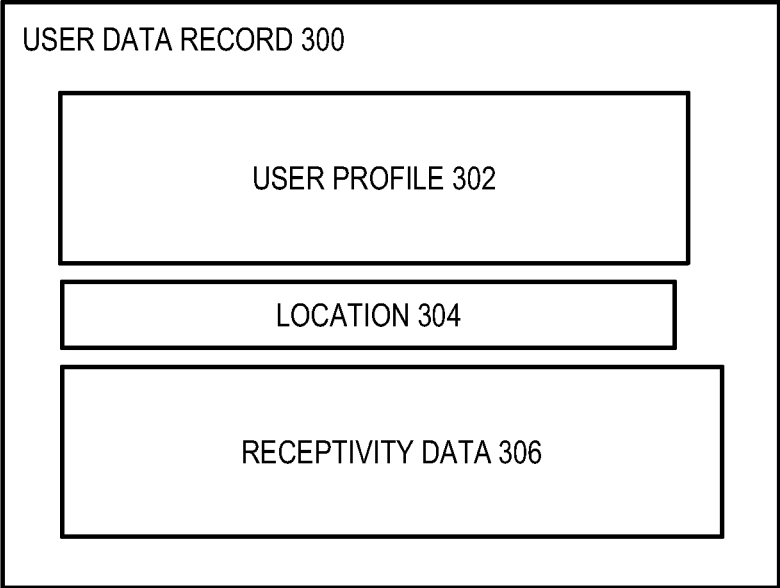 USER DATA RECORD 300
USER PROFILE 302
LOCATION 304
RECEPTIVITY DATA 306